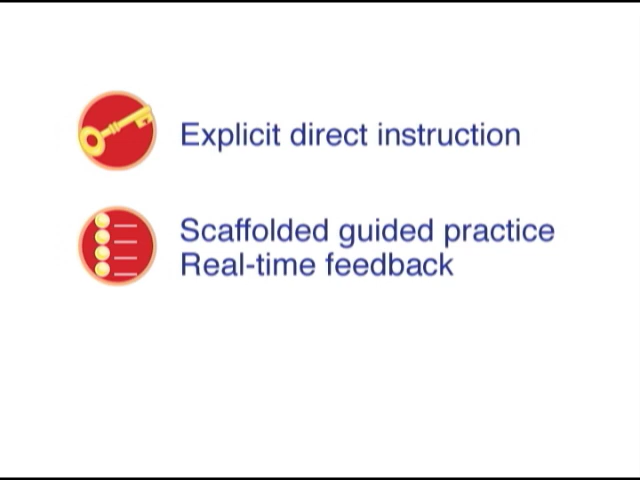 Explicit direct instruction
Scaffolded guided practice
Real-time feedback